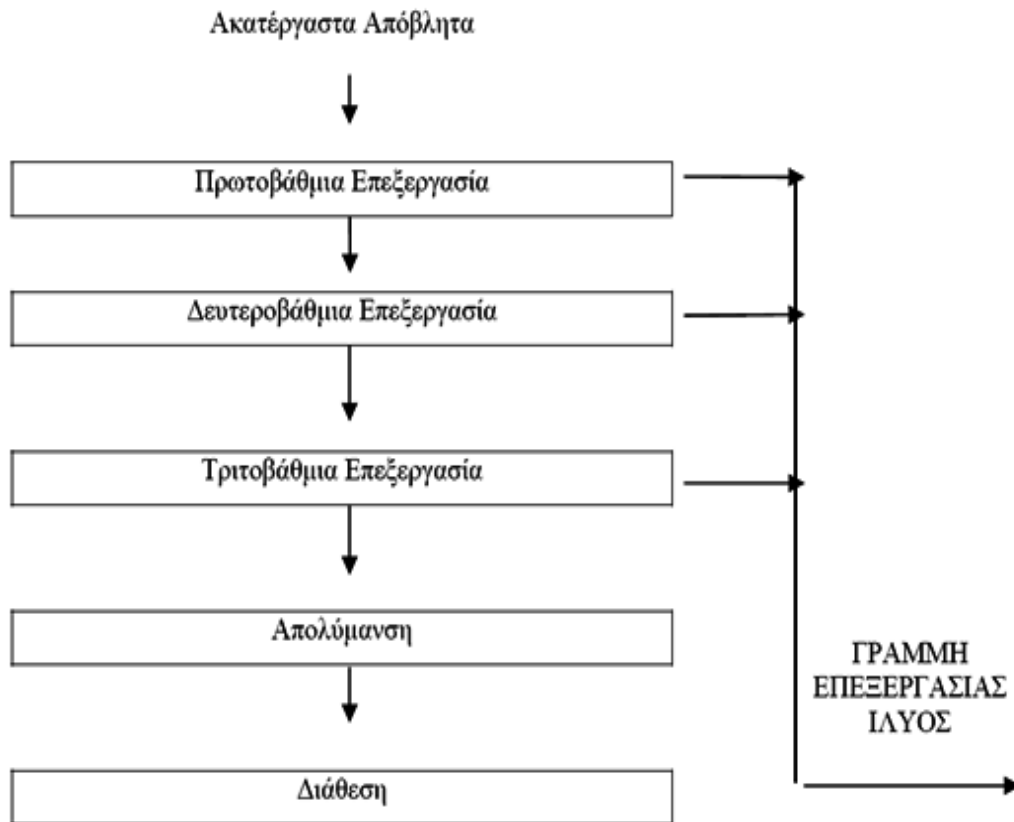 Ακατέργαστα Απόβλητα
Πρωτοβάθμια Επεξεργασία
Δευτεροβάθμια Επεξεργασία
Τριτοβάθμια Επεξεργασία
Απολύμανση
ΓΡΑΜΜΗ
ΕΠΕΞΕΡΓΑΣΙΑΣ
ΙΛΥΟΣ
Διάθεση